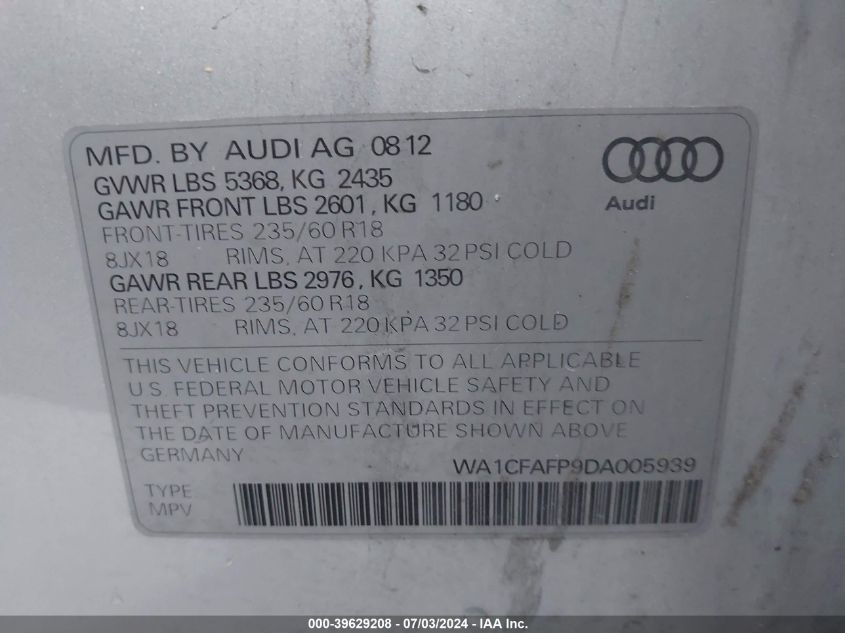 MFD. BY AUDI AG 0812
GVWR LBS 5368, KG 2435
GAWR FRONT LBS 2601, KG 1180
FRONT-TIRES 235/60 R18
8JX18 RIMS, AT 220 KPA 32 PSI COLD
GAWR REAR LBS 2976, KG 1350
REAR-TIRES 235/60 R18
8JX18 RIMS, AT 220 KPA 32 PSI COLD
Audi
THIS VEHICLE CONFORMS TO ALL APPLICABLE
U.S. FEDERAL MOTOR VEHICLE SAFETY AND
THEFT PREVENTION STANDARDS IN EFFECT ON
THE DATE OF MANUFACTURE SHOWN ABOVE
GERMANY
WA1CFAFP9DA005939
TYPE
MPV
000-39629208 - 07/03/2024 - IAA Inc.